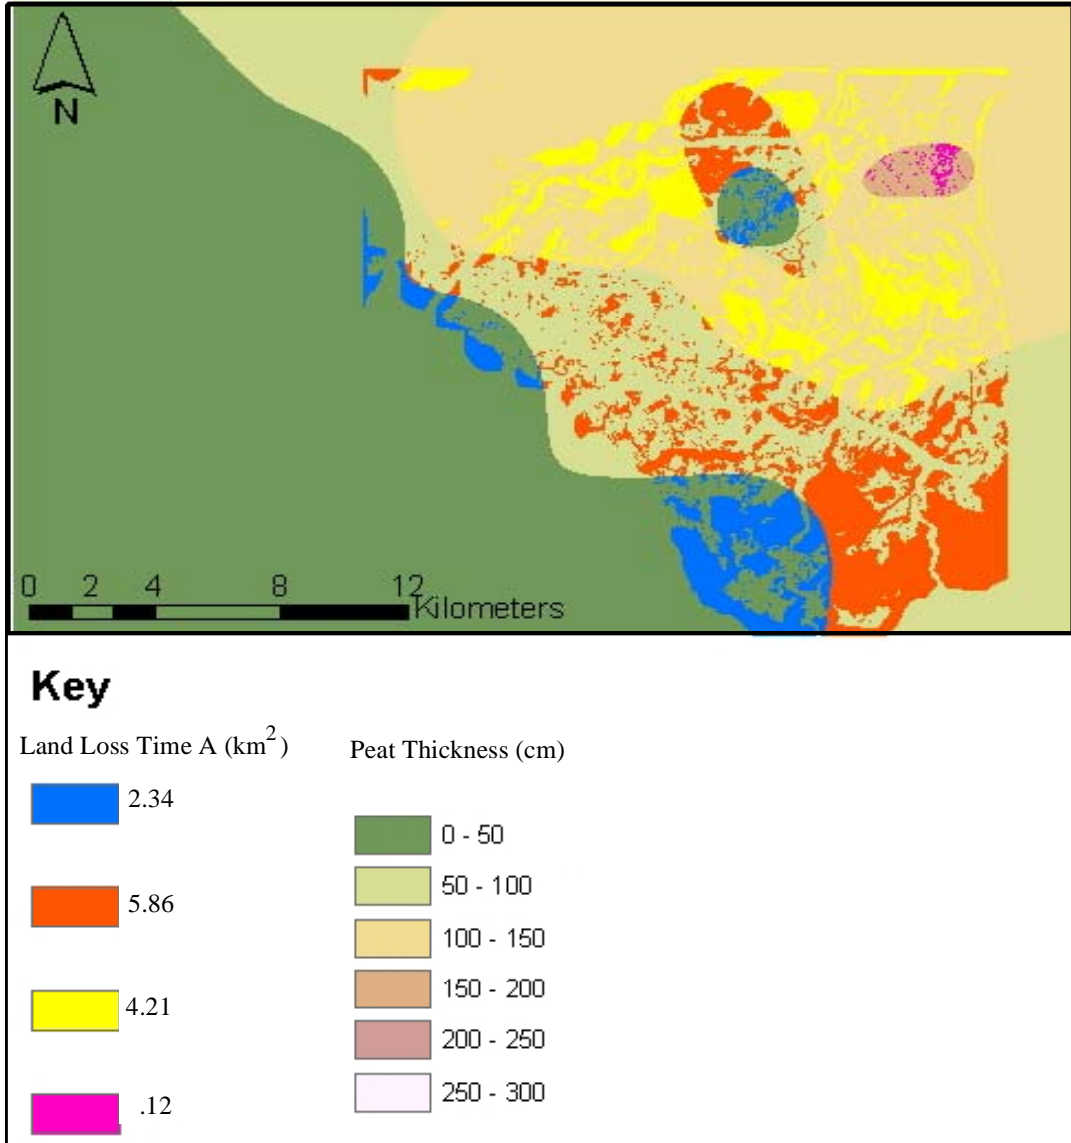 N
0 2 4 8 12
Kilometers
Key
Land Loss Time A (km²)
2.34
5.86
4.21
.12
Peat Thickness (cm)
0 - 50
50 - 100
100 - 150
150 - 200
200 - 250
250 - 300